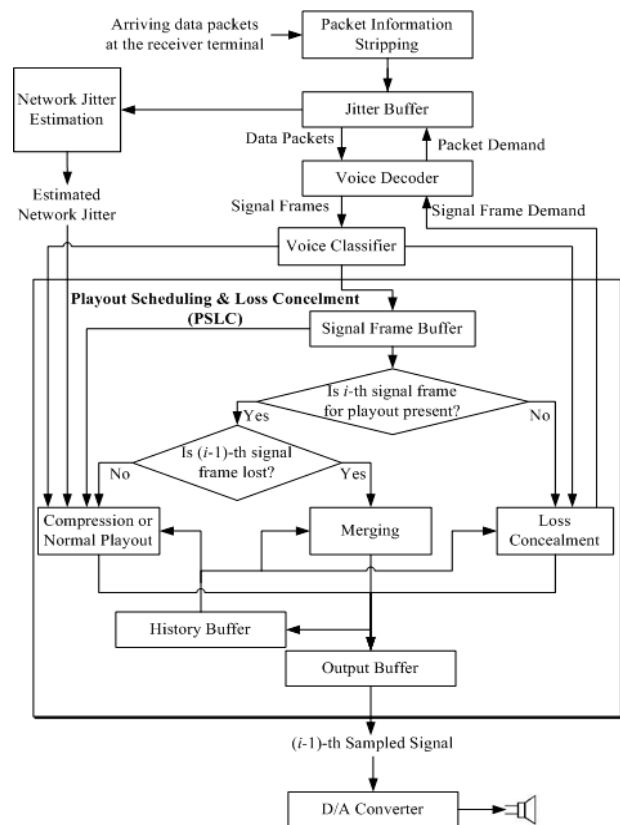 Arriving data packets
at the receiver terminal
Packet Information
Stripping
Network Jitter
Estimation
Jitter Buffer
Data Packets
Packet Demand
Voice Decoder
Estimated
Network Jitter
Signal Frames
Signal Frame Demand
Voice Classifier
Playout Scheduling & Loss Concelment
(PSLC)
Signal Frame Buffer
Is i-th signal frame
for playout present?
Yes
No
Is (i-1)-th signal
frame lost?
No
Yes
Compression or
Normal Playout
Merging
Loss
Concealment
History Buffer
Output Buffer
(i-1)-th Sampled Signal
D/A Converter